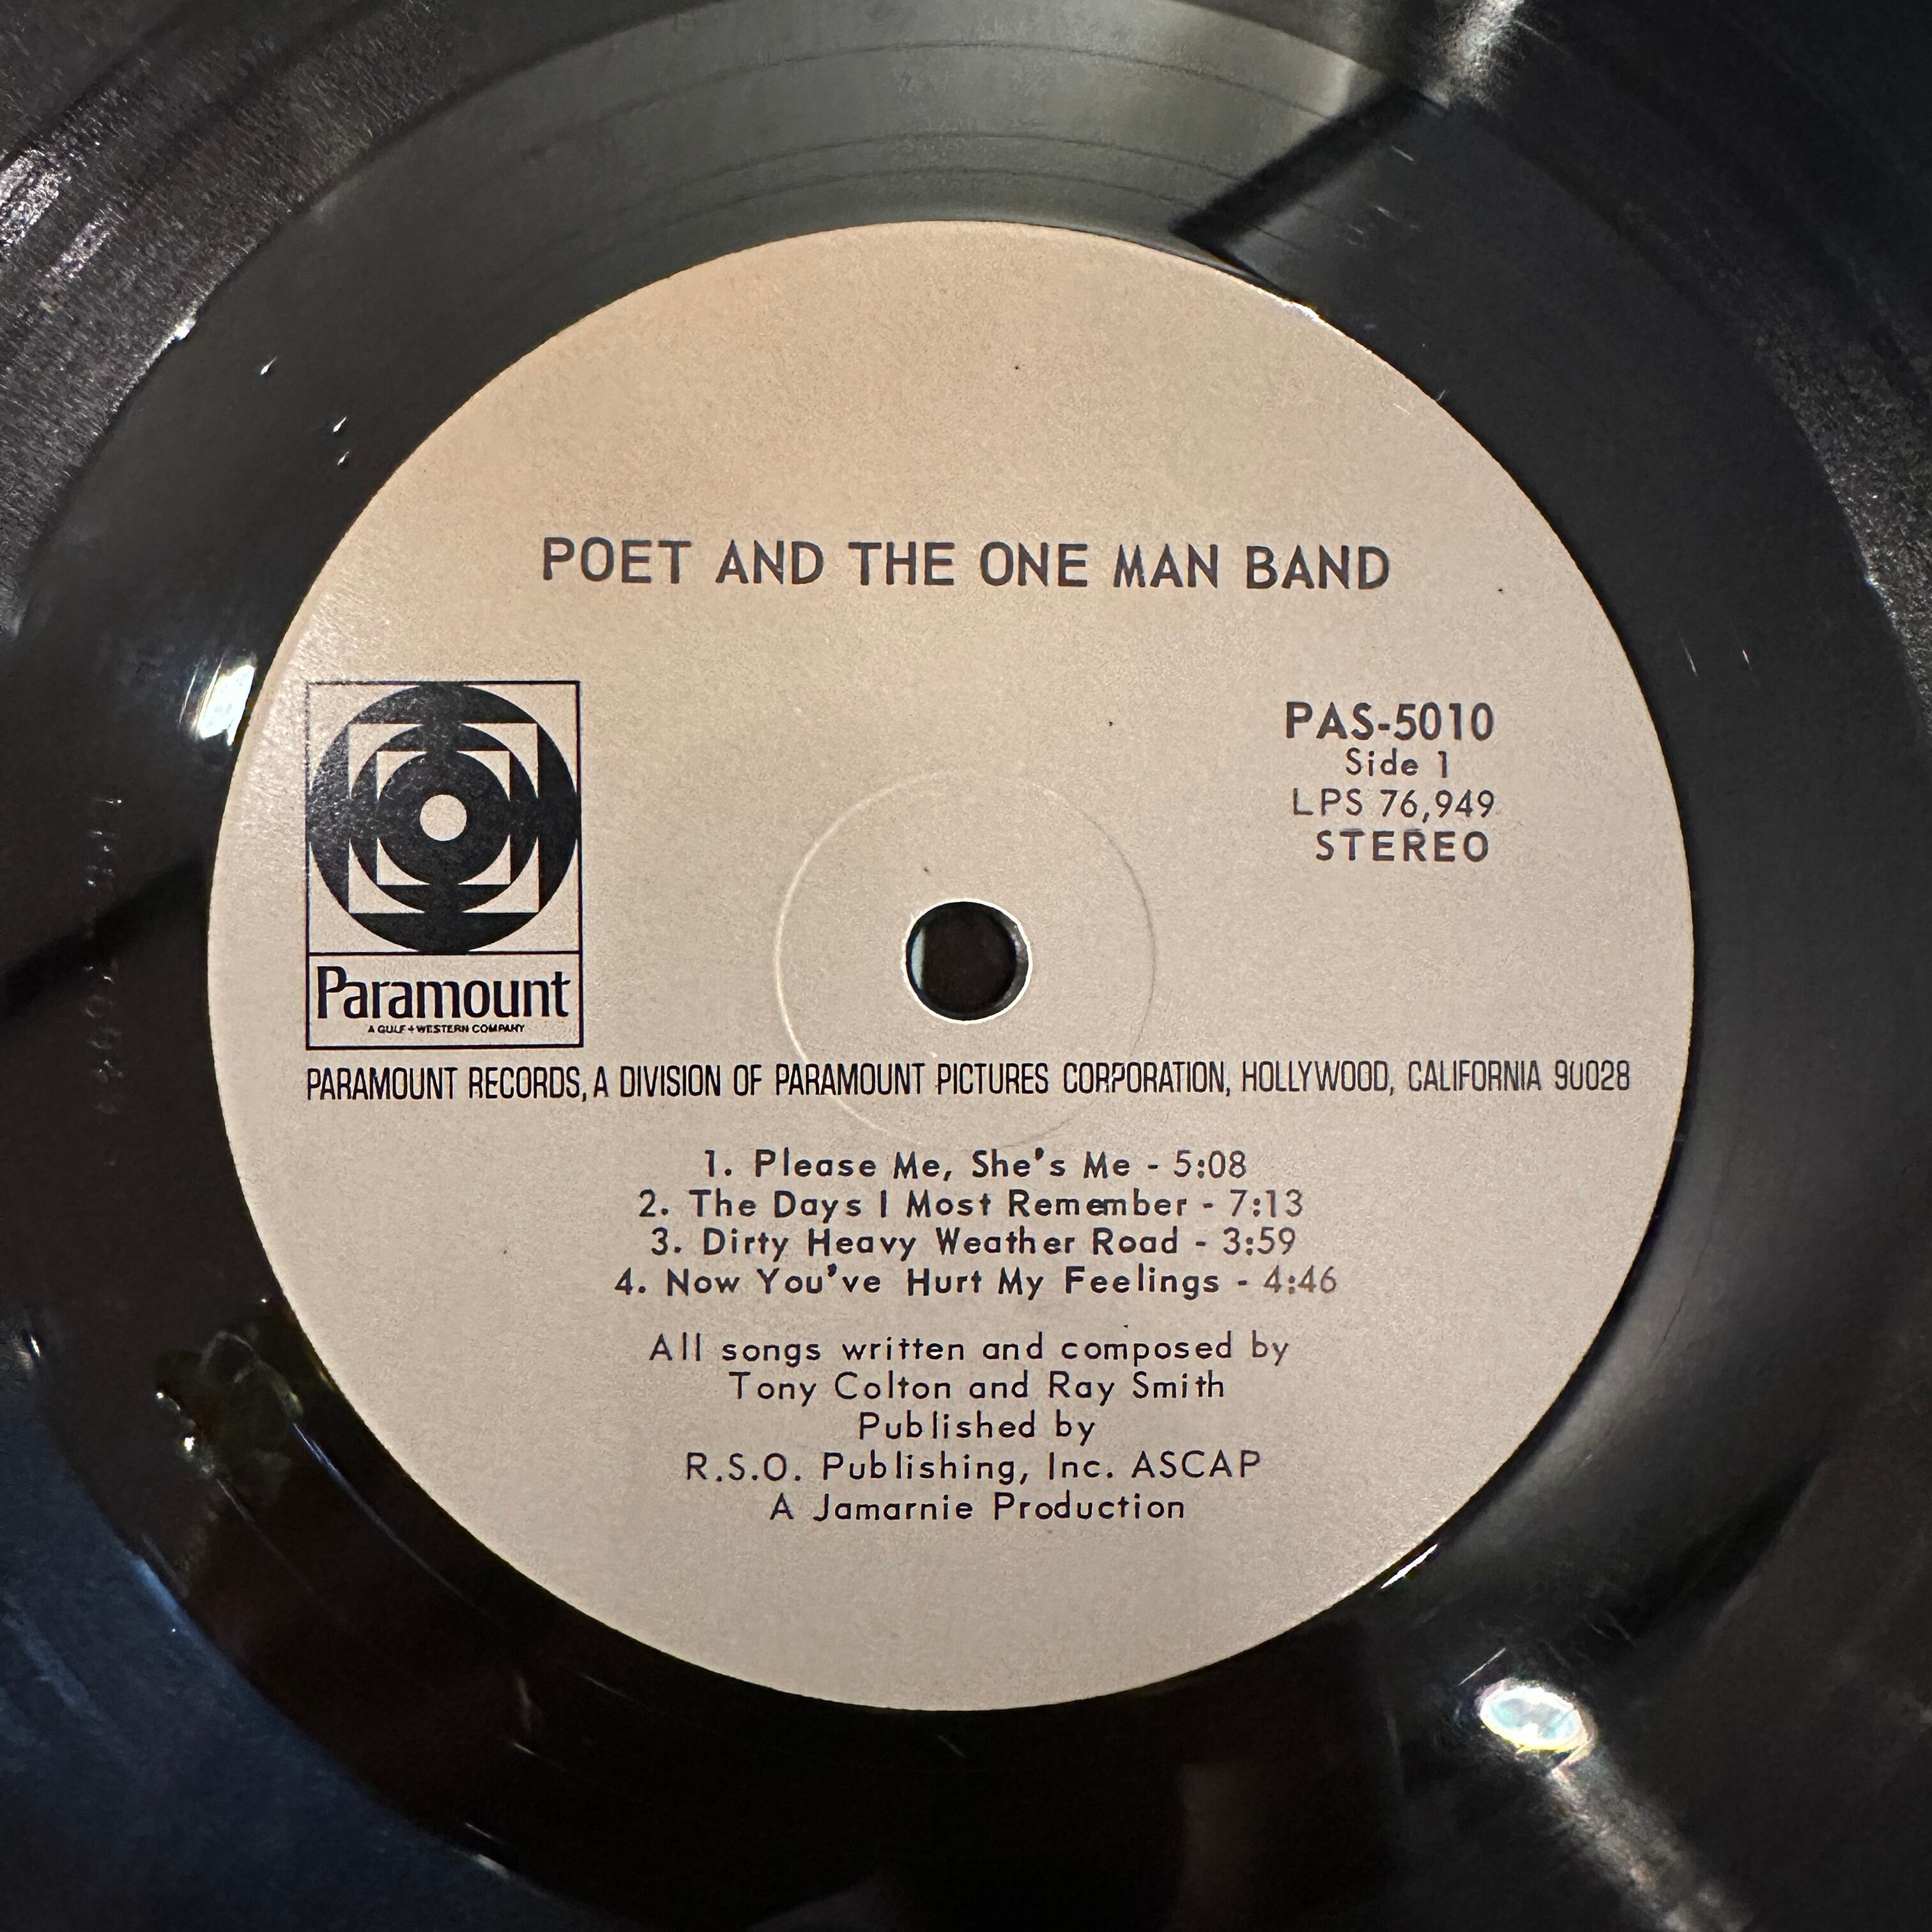 POET AND THE ONE MAN BAND
PAS-5010
Side 1
LPS 76,949
STEREO
Paramount
A GULF+WESTERN COMPANY
PARAMOUNT RECORDS, A DIVISION OF PARAMOUNT PICTURES CORPORATION, HOLLYWOOD, CALIFORNIA 90028
1. Please Me, She's Me - 5:08
2. The Days I Most Remember - 7:13
3. Dirty Heavy Weather Road - 3:59
4. Now You've Hurt My Feelings - 4:46
All songs written and composed by
Tony Colton and Ray Smith
Published by
R.S.O. Publishing, Inc. ASCAP
A Jamarnie Production